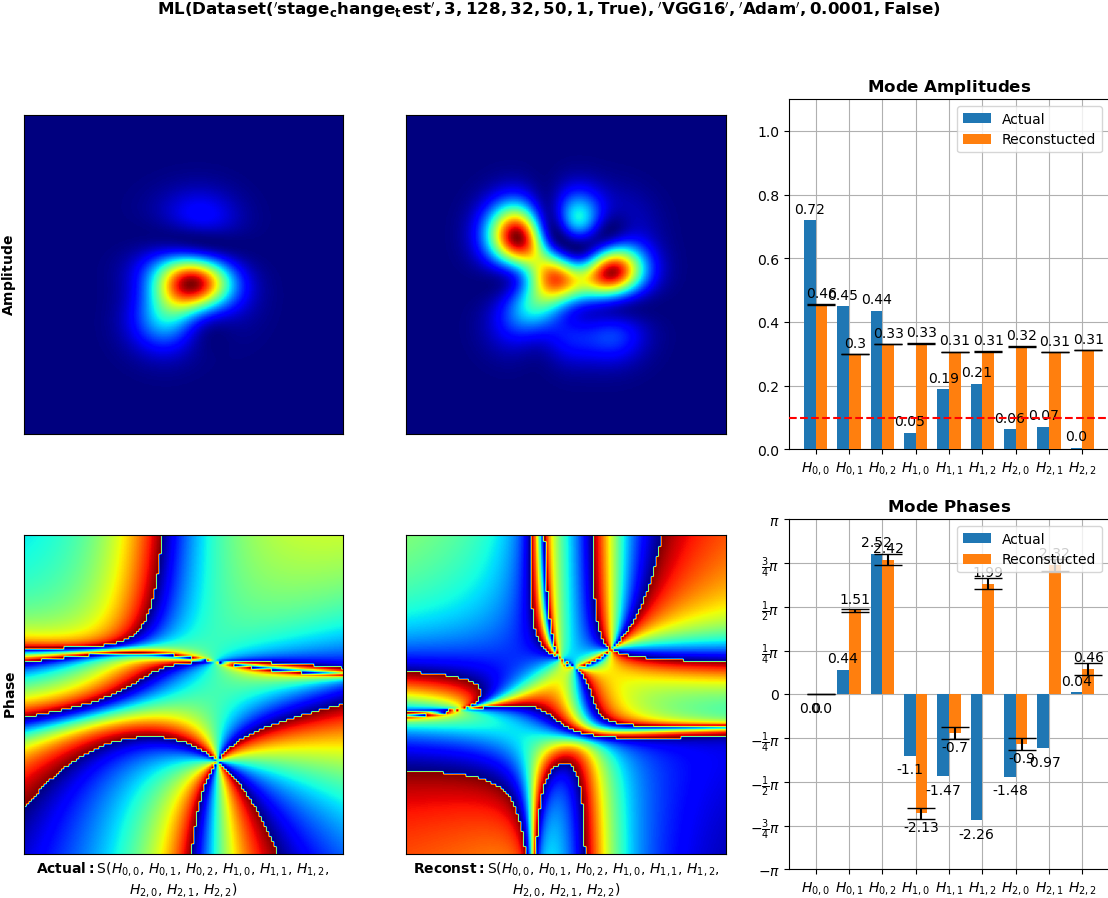 ML(Dataset('stage_change_test', 3, 128, 32, 50, 1, True), 'VGG16', 'Adam', 0.0001, False)
Amplitude
Mode Amplitudes
Actual
Reconstucted
1.0
0.8
0.6
0.4
0.2
0.0
0.72
0.46
0.45
0.3
0.44
0.33
0.05
0.33
0.19
0.31
0.21
0.31
0.06
0.32
0.07
0.31
0.0
0.31
H0,0 H0,1 H0,2 H1,0 H1,1 H1,2 H2,0 H2,1 H2,2
Phase
Mode Phases
Actual
Reconstucted
π
3/4π
1/2π
1/4π
0
−1/4π
−1/2π
−3/4π
−π
0.0
0.0
0.44
1.51
2.52
2.42
-1.1
-2.13
-1.47
-0.7
-2.26
1.99
-1.48
-0.9
-0.97
2.32
0.04
0.46
H0,0 H0,1 H0,2 H1,0 H1,1 H1,2 H2,0 H2,1 H2,2
Actual: S(H0,0, H0,1, H0,2, H1,0, H1,1, H1,2,
H2,0, H2,1, H2,2)
Reconst: S(H0,0, H0,1, H0,2, H1,0, H1,1, H1,2,
H2,0, H2,1, H2,2)